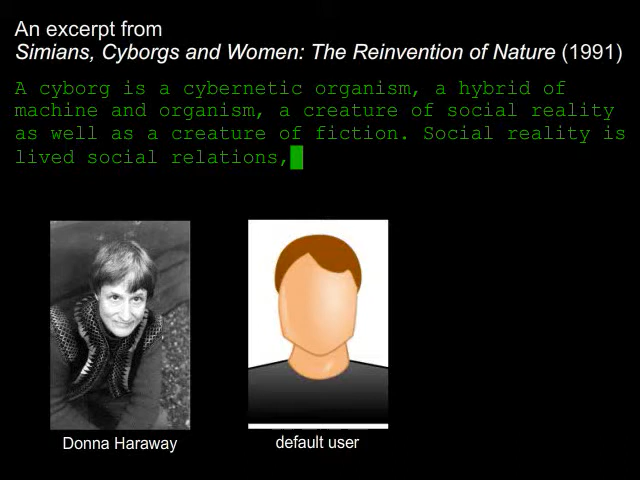 An excerpt from
Simians, Cyborgs and Women: The Reinvention of Nature (1991)
A cyborg is a cybernetic organism, a hybrid of
machine and organism, a creature of social reality
as well as a creature of fiction. Social reality is
lived social relations,
Donna Haraway
default user